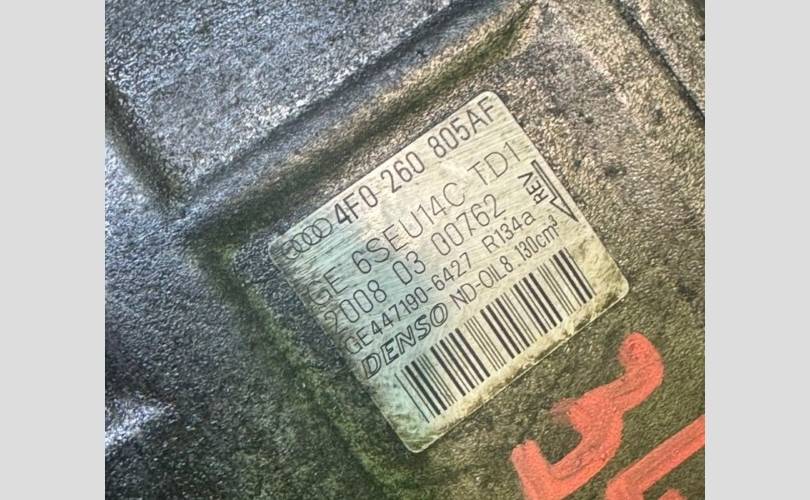 4F0 260 805AF
GE 6SEU14C TD1
2008 03 00762
GE447190-6427 R134a
DENSO ND-OIL8 130cm³
REV